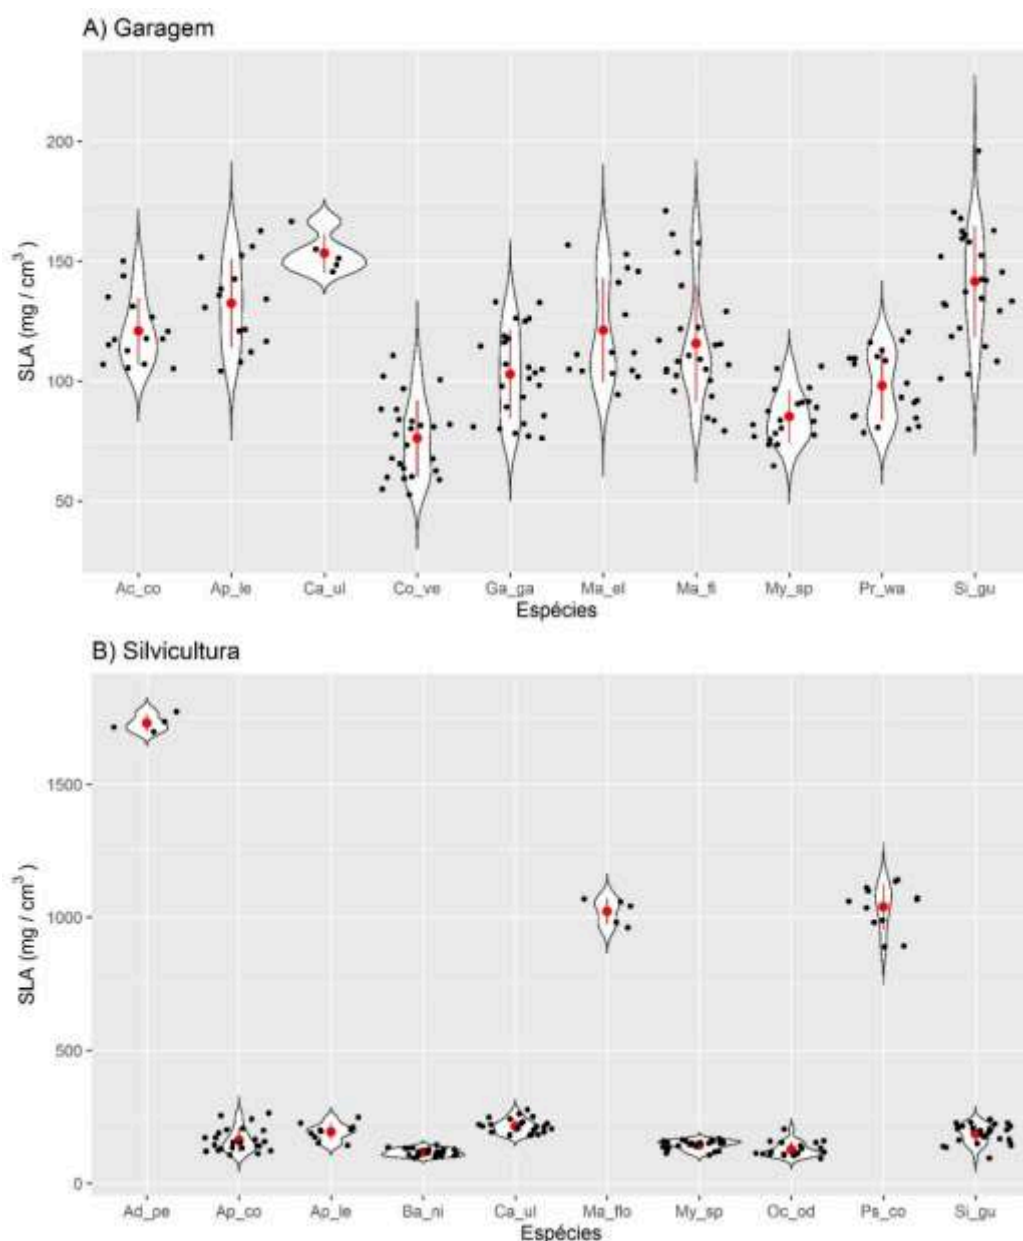 A) Garagem
SLA (mg / cm³)
200
150
100
50
Ac_co Ap_le Ca_ul Co_ve Ga_ga Ma_el Ma_fi My_sp Pr_wa Si_gu
Espécies
B) Silvicultura
SLA (mg / cm³)
1500
1000
500
0
Ad_pe Ap_co Ap_le Ba_ni Ca_ul Ma_flo My_sp Oc_od Ps_co Si_gu
Espécies